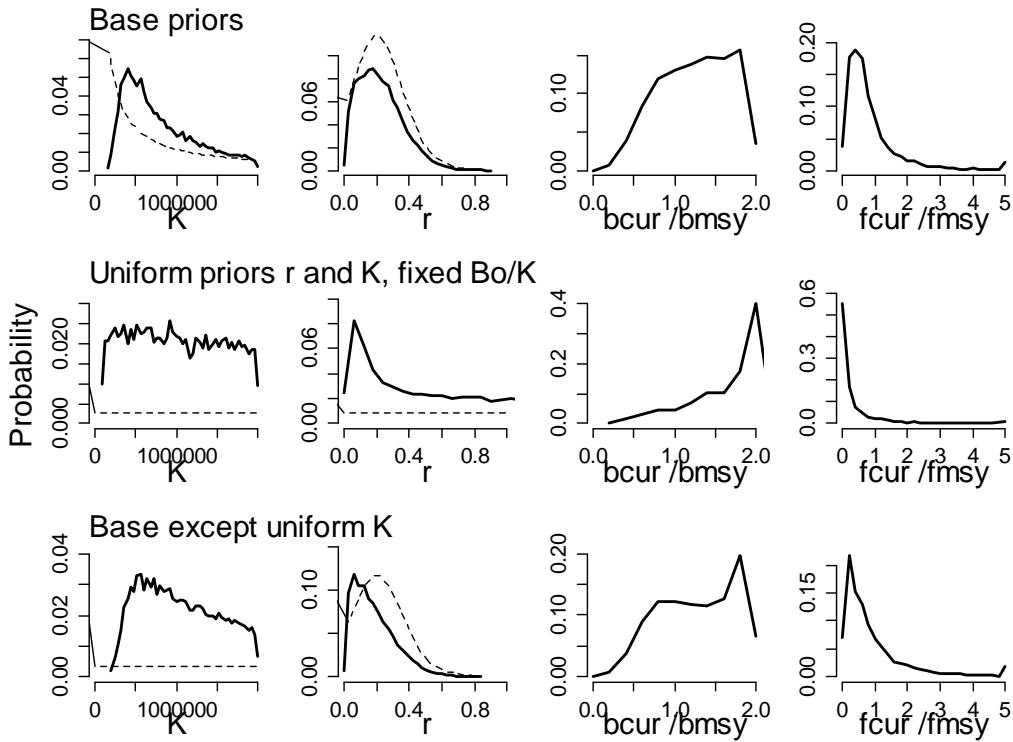 Base priors
0.00 0.04
0 1000000
K
0.00 0.06
0.0 0.4 0.8
r
0.00 0.10
0.0 1.0 2.0
bcur /bmsy
0.00 0.10 0.20
0 1 2 3 4 5
fcur /fmsy
Probability
Uniform priors r and K, fixed Bo/K
0.000 0.020
0 1000000
K
0.00 0.06
0.0 0.4 0.8
r
0.0 0.2 0.4
0.0 1.0 2.0
bcur /bmsy
0.0 0.3 0.6
0 1 2 3 4 5
fcur /fmsy
Base except uniform K
0.00 0.02 0.04
0 1000000
K
0.00 0.10
0.0 0.4 0.8
r
0.00 0.10 0.20
0.0 1.0 2.0
bcur /bmsy
0.00 0.15
0 1 2 3 4 5
fcur /fmsy